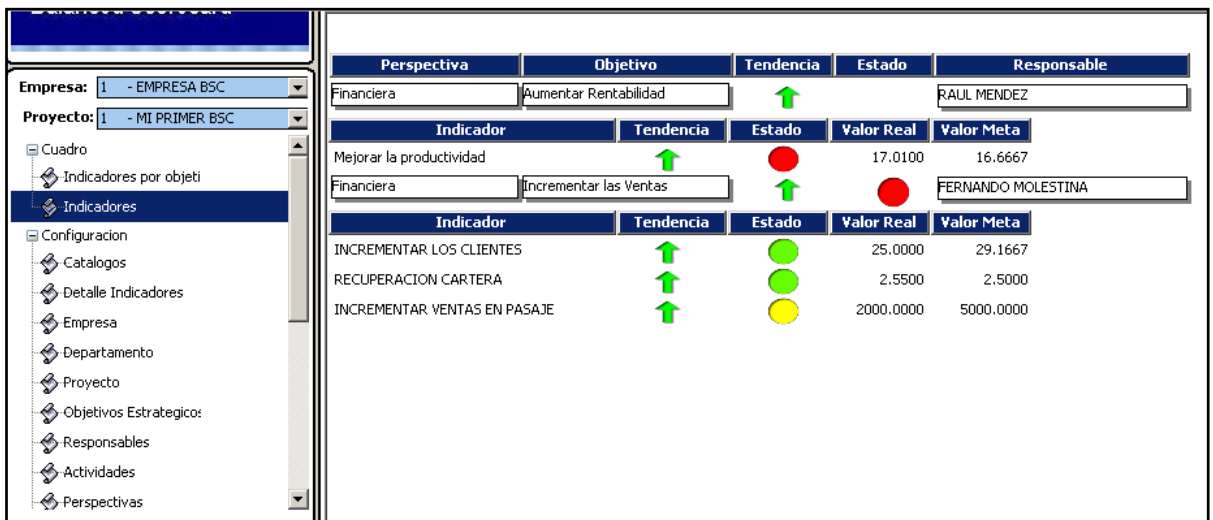 Perspectiva Objetivo Tendencia Estado Responsable
Empresa: 1 - EMPRESA BSC
Financiera Aumentar Rentabilidad RAUL MENDEZ
Proyecto: 1 - MI PRIMER BSC
Indicador Tendencia Estado Valor Real Valor Meta
Cuadro
Mejorar la productividad 17.0100 16.6667
Indicadores por objeti
Financiera Incrementar las Ventas FERNANDO MOLESTINA
Indicadores
Indicador Tendencia Estado Valor Real Valor Meta
Configuracion
INCREMENTAR LOS CLIENTES 25.0000 29.1667
Catalogos
RECUPERACION CARTERA 2.5500 2.5000
Detalle Indicadores
INCREMENTAR VENTAS EN PASAJE 2000.0000 5000.0000
Empresa
Departamento
Proyecto
Objetivos Estrategicos
Responsables
Actividades
Perspectivas